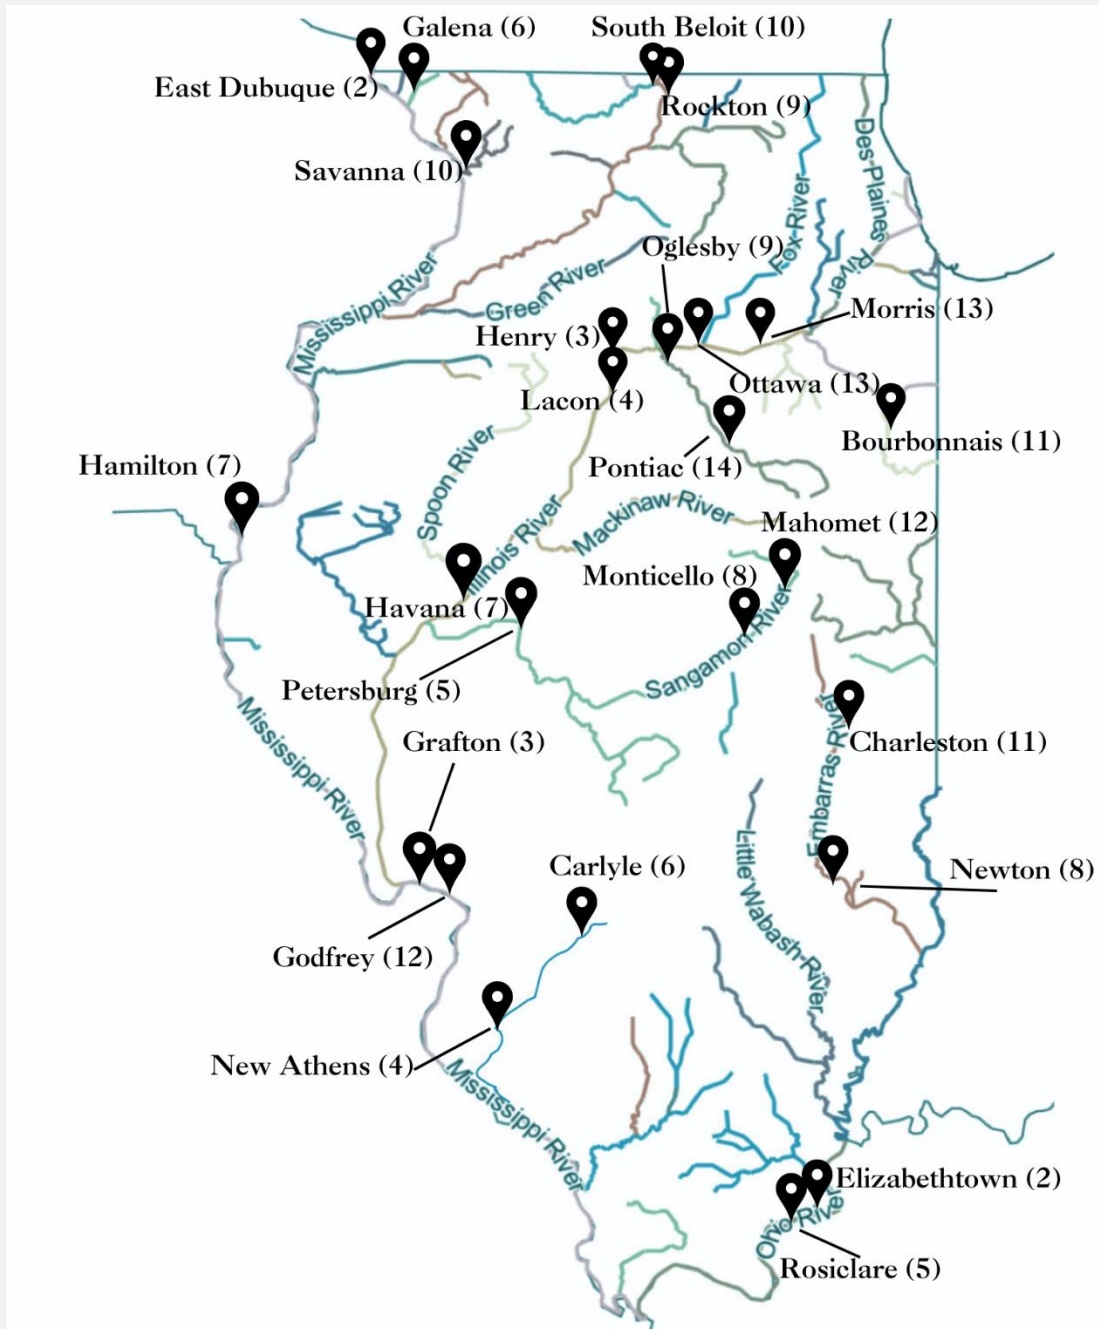 Galena (6)
South Beloit (10)
East Dubuque (2)
Rockton (9)
Savanna (10)
Des Plaines
River
Fox River
Oglesby (9)
Mississippi River
Green River
Henry (3)
Morris (13)
Lacon (4)
Ottawa (13)
Bourbonnais (11)
Pontiac (14)
Hamilton (7)
Spoon River
Illinois River
Mackinaw River
Mahomet (12)
Monticello (8)
Havana (7)
Petersburg (5)
Sangamon River
Mississippi River
Grafton (3)
Charleston (11)
Embarras River
Carlyle (6)
Newton (8)
Little Wabash River
Godfrey (12)
New Athens (4)
Mississippi River
Elizabethtown (2)
Ohio River
Rosiclare (5)